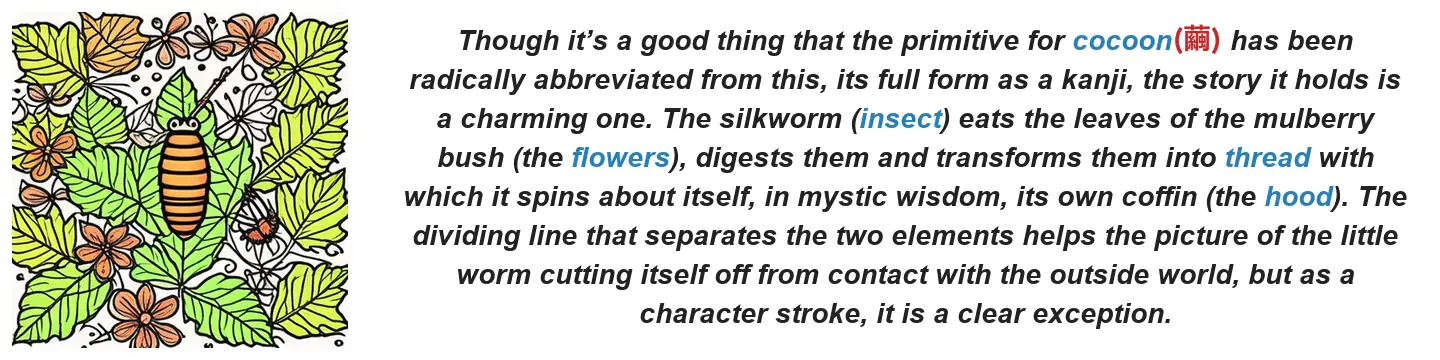 Though it’s a good thing that the primitive for cocoon(繭) has been
radically abbreviated from this, its full form as a kanji, the story it holds is
a charming one. The silkworm (insect) eats the leaves of the mulberry
bush (the flowers), digests them and transforms them into thread with
which it spins about itself, in mystic wisdom, its own coffin (the hood). The
dividing line that separates the two elements helps the picture of the little
worm cutting itself off from contact with the outside world, but as a
character stroke, it is a clear exception.